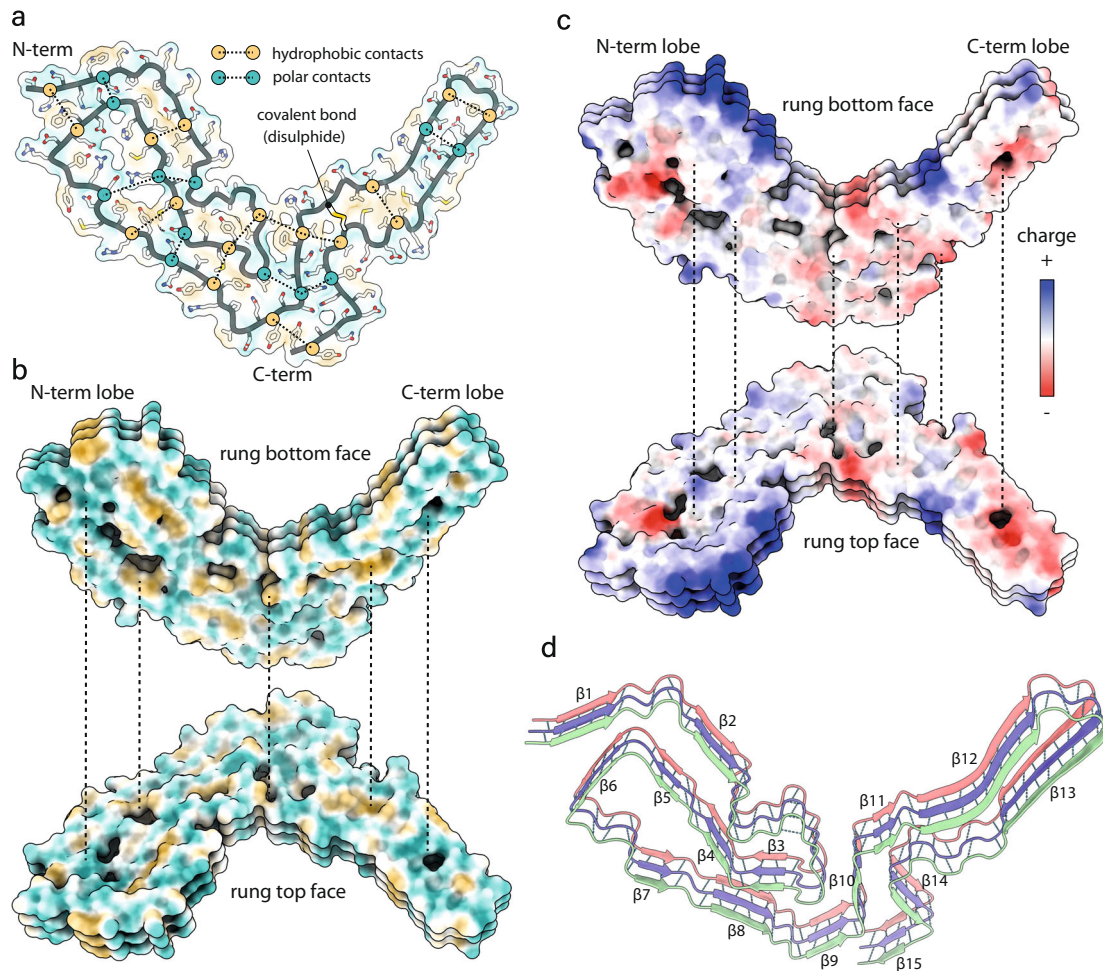 a
N-term
hydrophobic contacts
polar contacts
covalent bond
(disulphide)
C-term
b
N-term lobe
C-term lobe
rung bottom face
rung top face
c
N-term lobe
C-term lobe
rung bottom face
charge
+
-
rung top face
d
β1
β2
β6
β5
β4
β3
β7
β8
β9
β10
β11
β12
β13
β14
β15